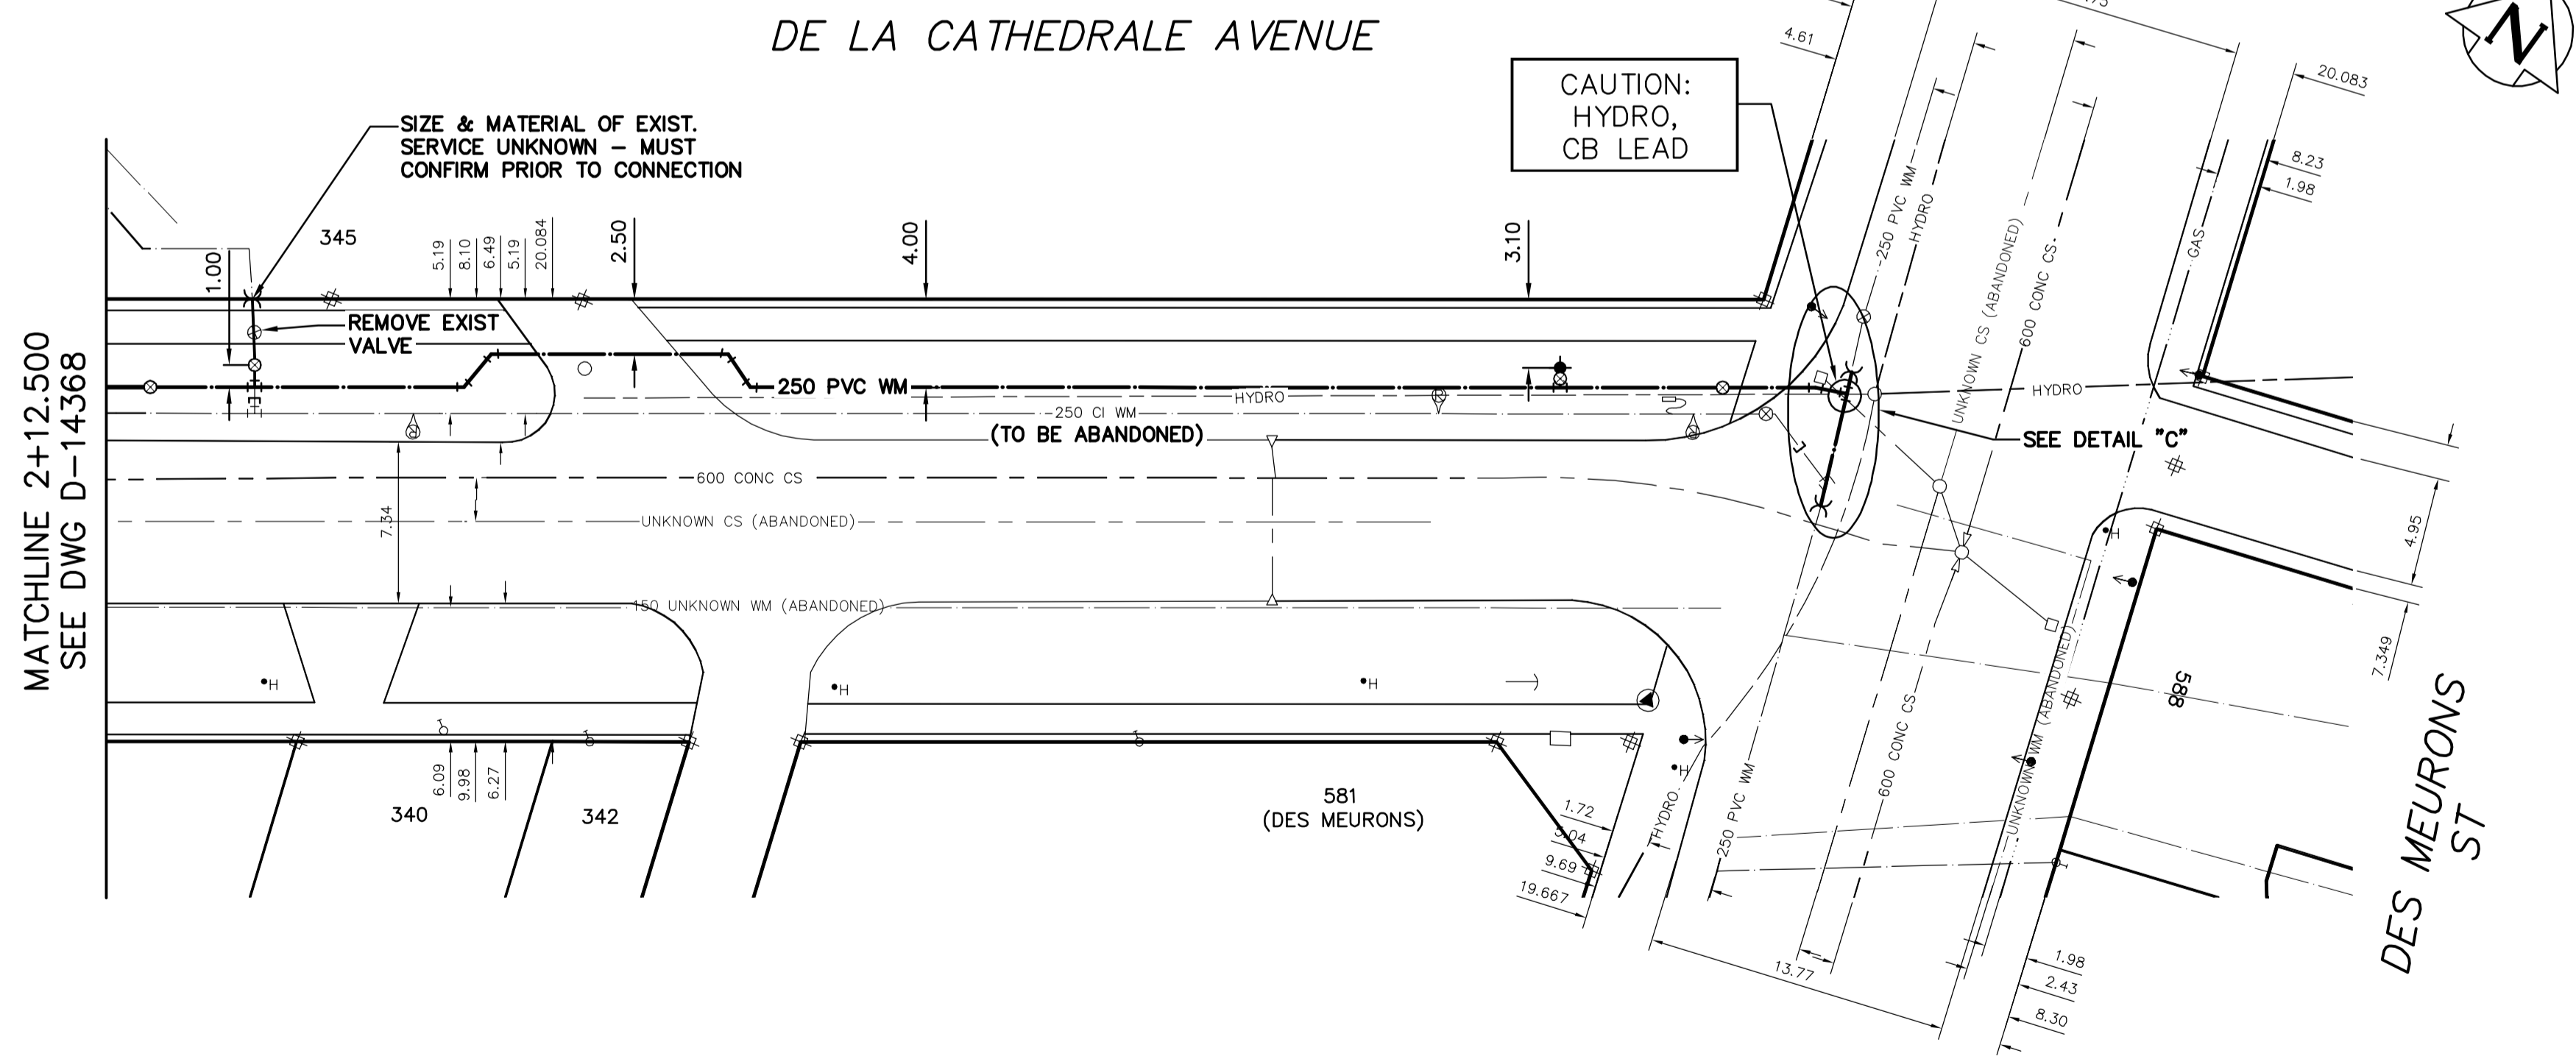 DE LA CATHEDRALE AVENUE
N
4.61
20.083
CAUTION:
HYDRO,
CB LEAD
SIZE & MATERIAL OF EXIST.
SERVICE UNKNOWN – MUST
CONFIRM PRIOR TO CONNECTION
8.23
1.98
345
1.00
5.19
8.10
6.49
5.19
20.084
2.50
4.00
3.10
250 PVC WM
HYDRO
UNKNOWN CS (ABANDONED)
600 CONC CS
GAS
REMOVE EXIST
VALVE
MATCHLINE 2+12.500
SEE DWG D-14368
250 PVC WM
HYDRO
HYDRO
250 CI WM
(TO BE ABANDONED)
SEE DETAIL "C"
600 CONC CS
7.34
UNKNOWN CS (ABANDONED)
4.95
150 UNKNOWN WM (ABANDONED)
7.349
H
H
H
H
H
588
UNKNOWN WM (ABANDONED)
600 CONC CS
250 PVC WM
HYDRO
6.09
9.98
6.27
340
342
581
(DES MEURONS)
1.72
5.04
9.69
19.667
DES MEURONS
ST
13.77
1.98
2.43
8.30